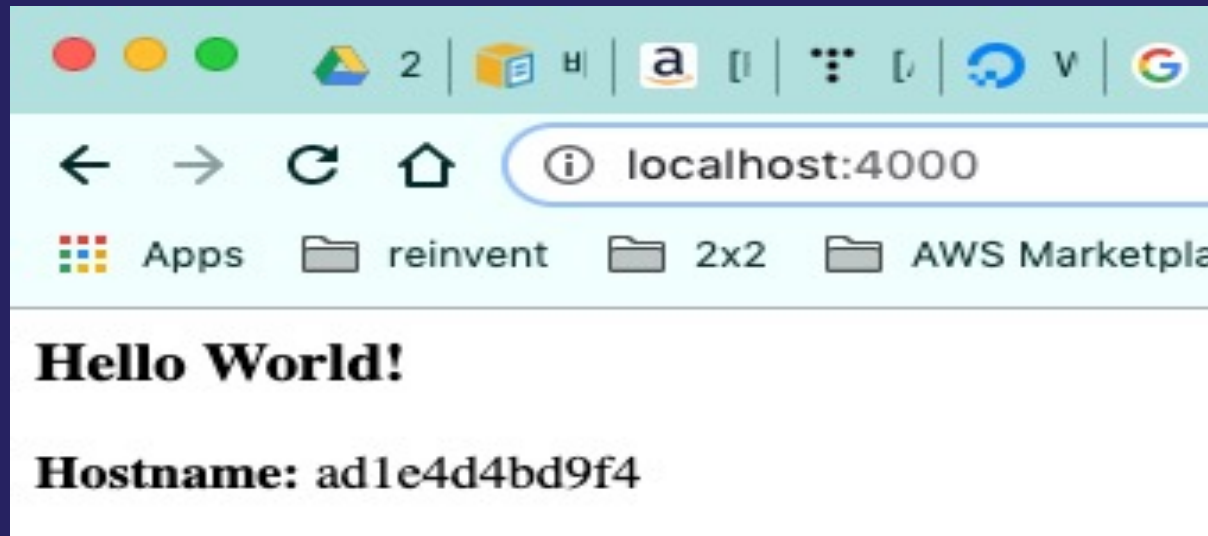 2 a [ [ V G
localhost:4000
Apps reinvent 2x2 AWS Marketpla
Hello World!
Hostname: ad1e4d4bd9f4